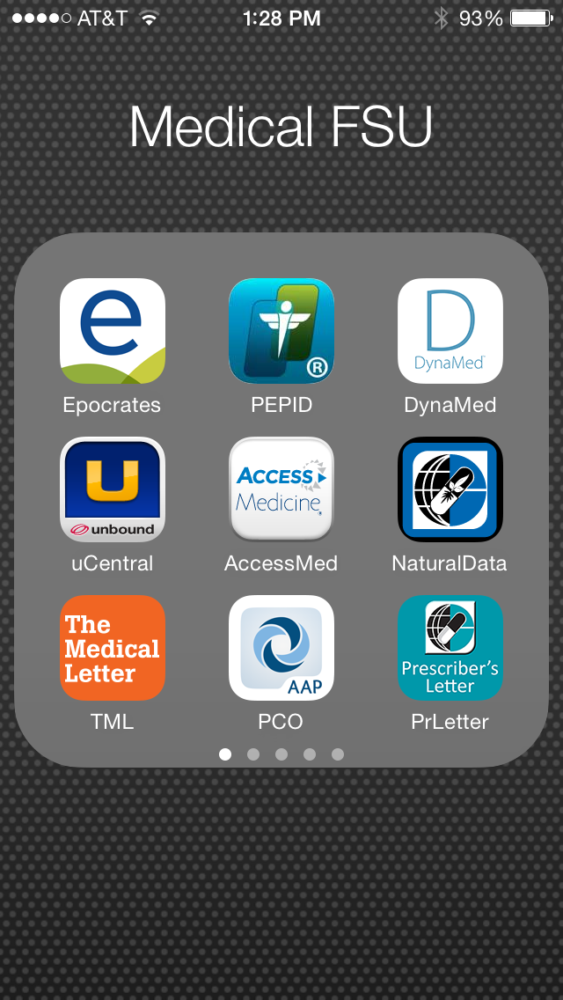 AT&T 1:28 PM 93%
Medical FSU
e
®
D
DynaMed™
Epocrates PEPID DynaMed
U
unbound
ACCESS
Medicine
uCentral AccessMed NaturalData
The
Medical
Letter
AAP
Prescriber's
Letter
TML PCO PrLetter